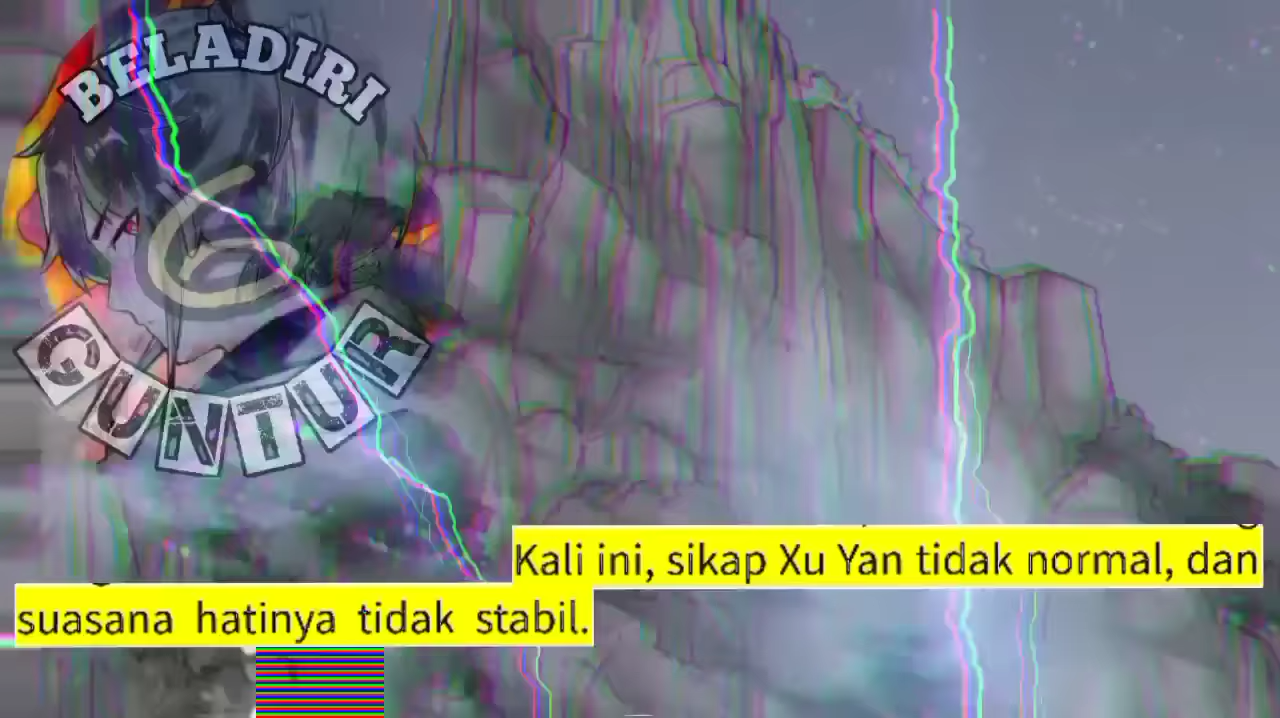 BELADIRI
GUNTUR
Kali ini, sikap Xu Yan tidak normal, dan
suasana hatinya tidak stabil.